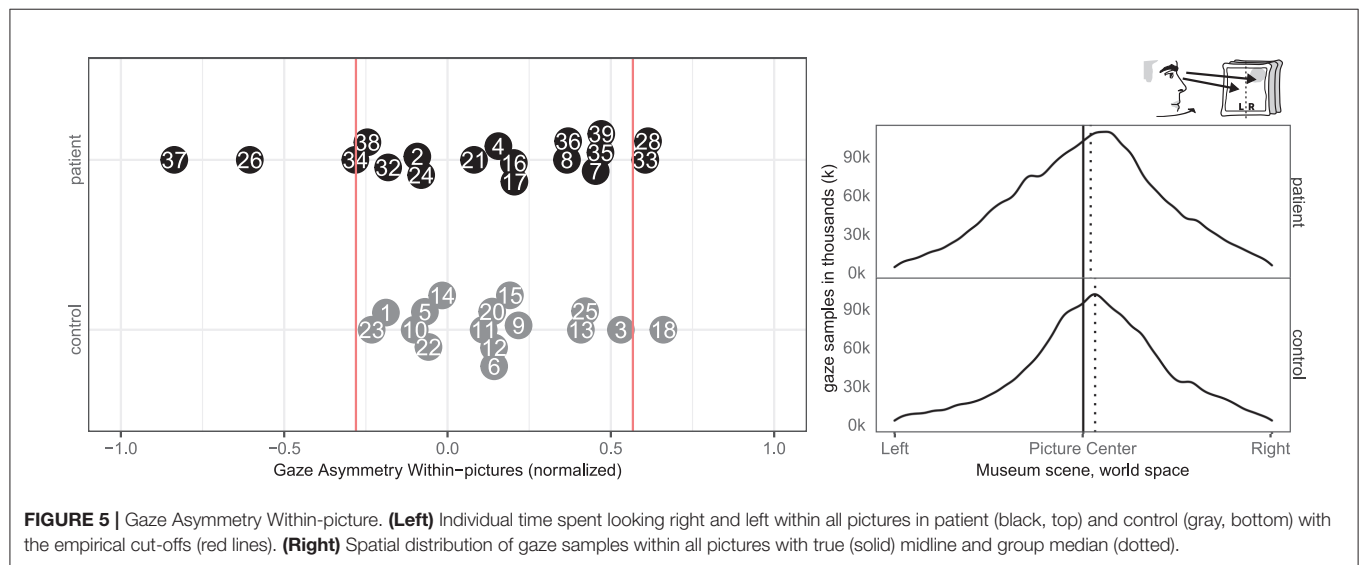 patient
control
37
26
38
34
32
2
24
21
4
16
17
36
8
39
35
7
28
33
14
1
5
23
10
22
15
20
11
9
12
6
25
13
3
18
−1.0
−0.5
0.0
0.5
1.0
Gaze Asymmetry Within−pictures (normalized)
L R
gaze samples in thousands (k)
90k
60k
30k
0k
patient
90k
60k
30k
0k
control
Left
Picture Center
Right
Museum scene, world space
FIGURE 5 | Gaze Asymmetry Within-picture. (Left) Individual time spent looking right and left within all pictures in patient (black, top) and control (gray, bottom) with
the empirical cut-offs (red lines). (Right) Spatial distribution of gaze samples within all pictures with true (solid) midline and group median (dotted).